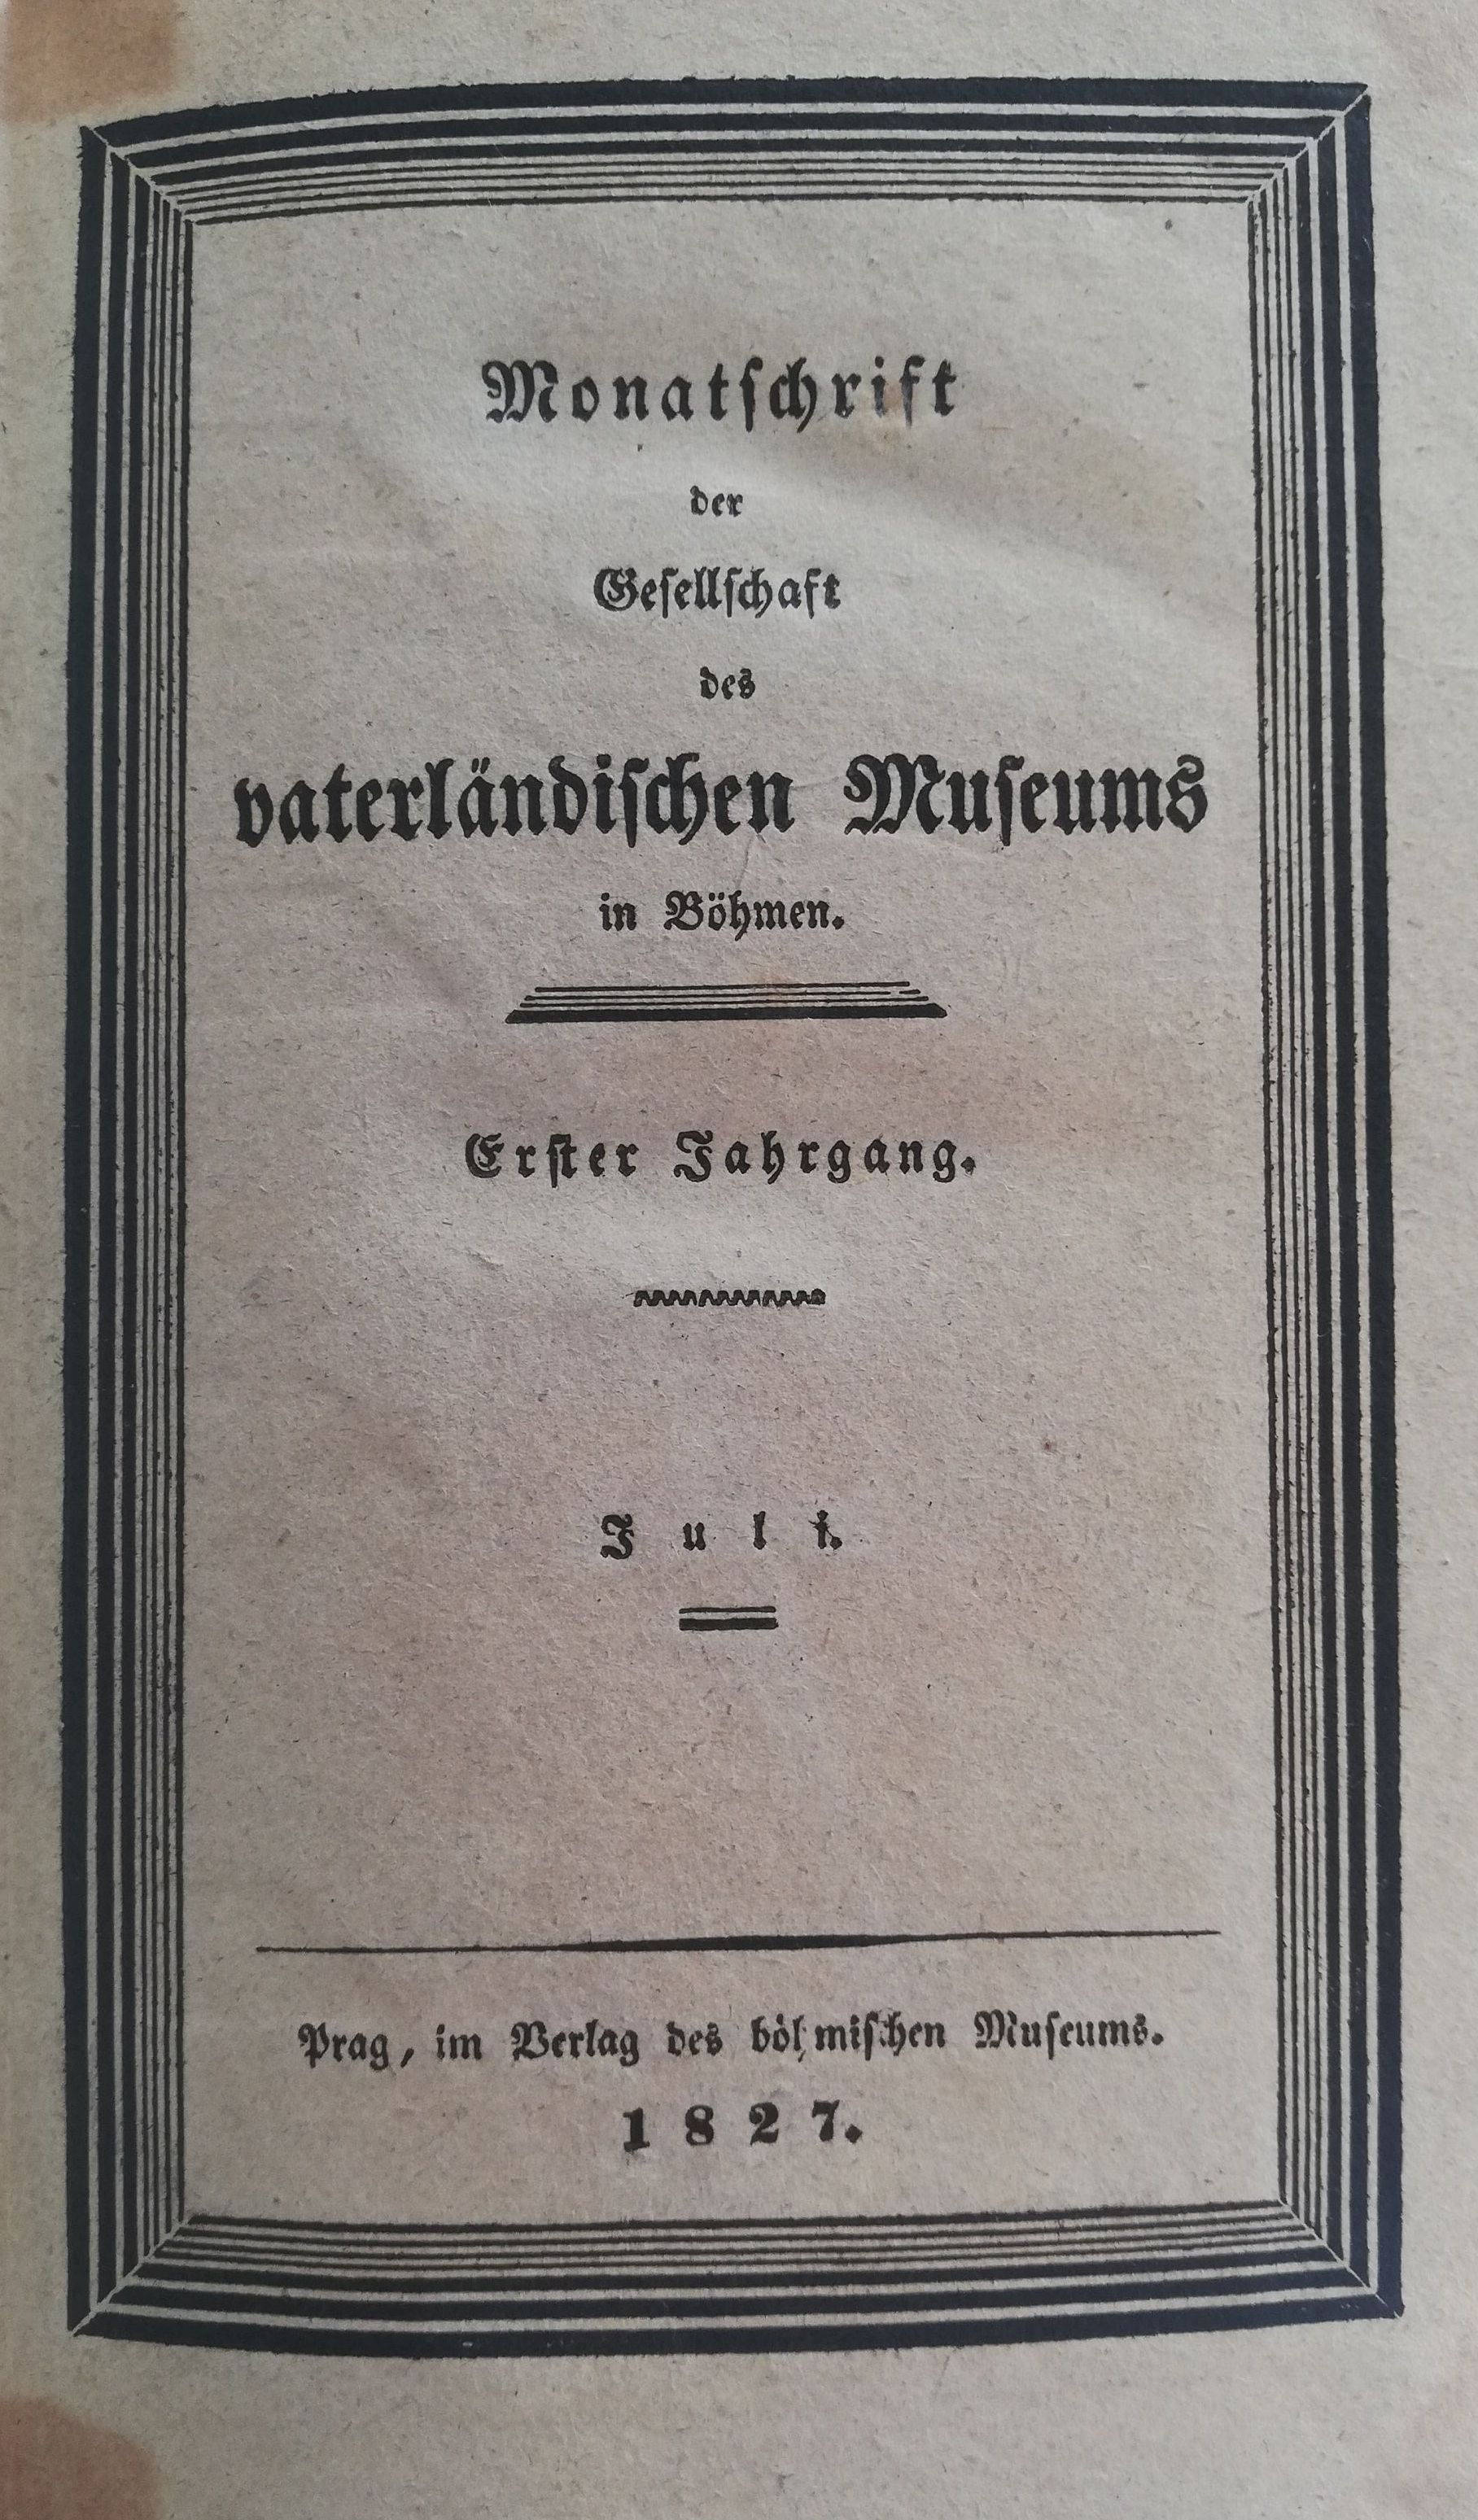 Monatſchrift
der
Geſellſchaft
des
vaterländiſchen Muſeums
in Böhmen.
Erſter Jahrgang.
Juli.
Prag, im Verlag des böhmiſchen Muſeums.
1827.